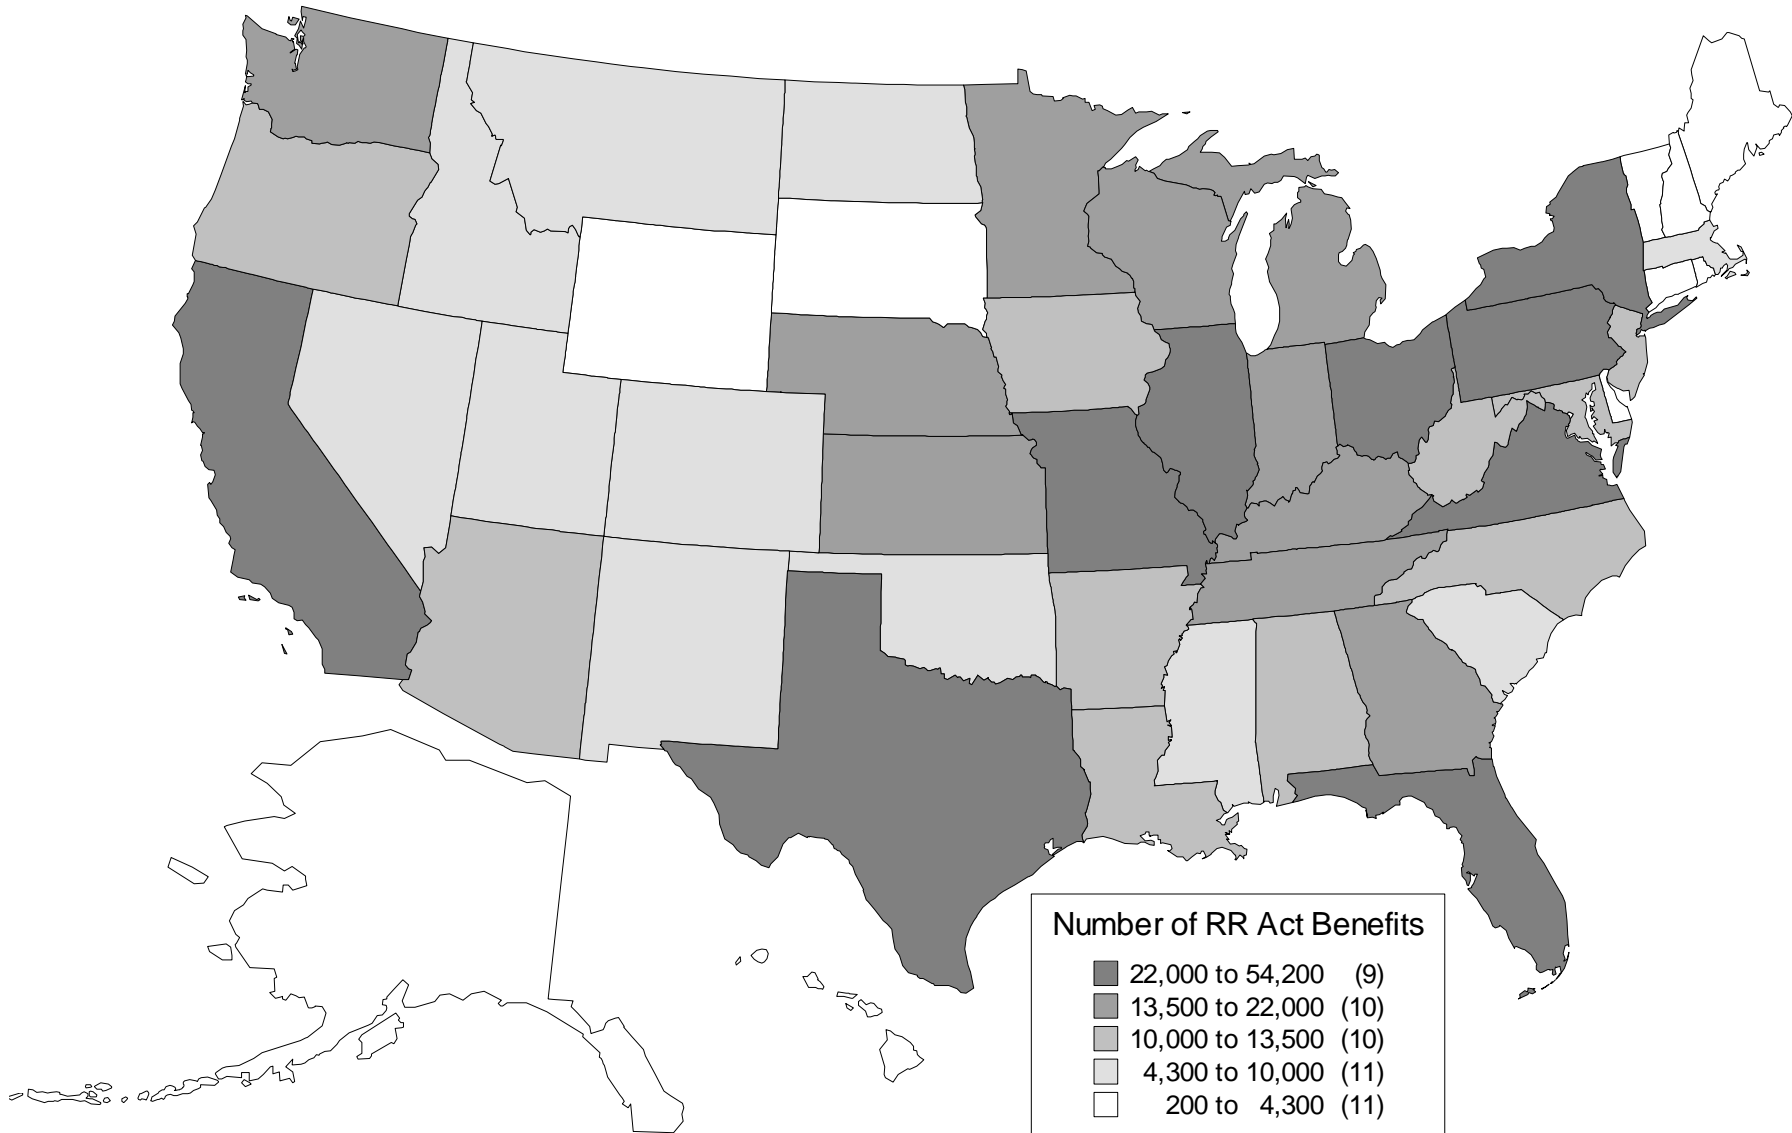 Number of RR Act Benefits
22,000 to 54,200 (9)
13,500 to 22,000 (10)
10,000 to 13,500 (10)
4,300 to 10,000 (11)
200 to 4,300 (11)